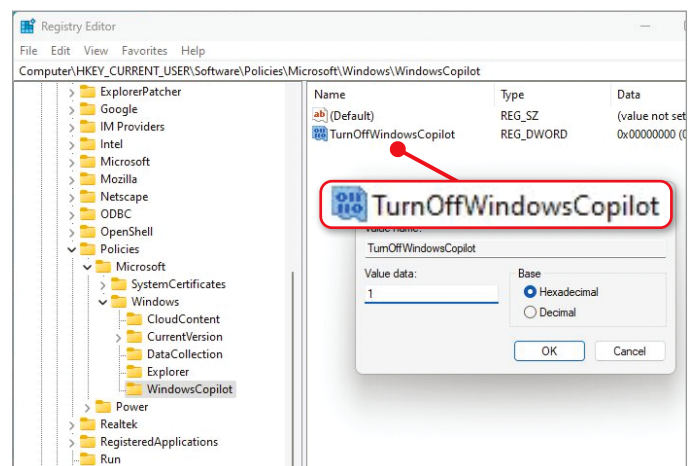 Registry Editor
File Edit View Favorites Help
Computer\HKEY_CURRENT_USER\Software\Policies\Microsoft\Windows\WindowsCopilot
ExplorerPatcher
Google
IM Providers
Intel
Microsoft
Mozilla
Netscape
ODBC
OpenShell
Policies
Microsoft
SystemCertificates
Windows
CloudContent
CurrentVersion
DataCollection
Explorer
WindowsCopilot
Power
Realtek
RegisteredApplications
Run
Name Type Data
ab (Default) REG_SZ (value not set
TurnOffWindowsCopilot REG_DWORD 0x00000000 (0
011
110 TurnOffWindowsCopilot
Value name:
TurnOffWindowsCopilot
Value data:
1
Base
Hexadecimal
Decimal
OK Cancel